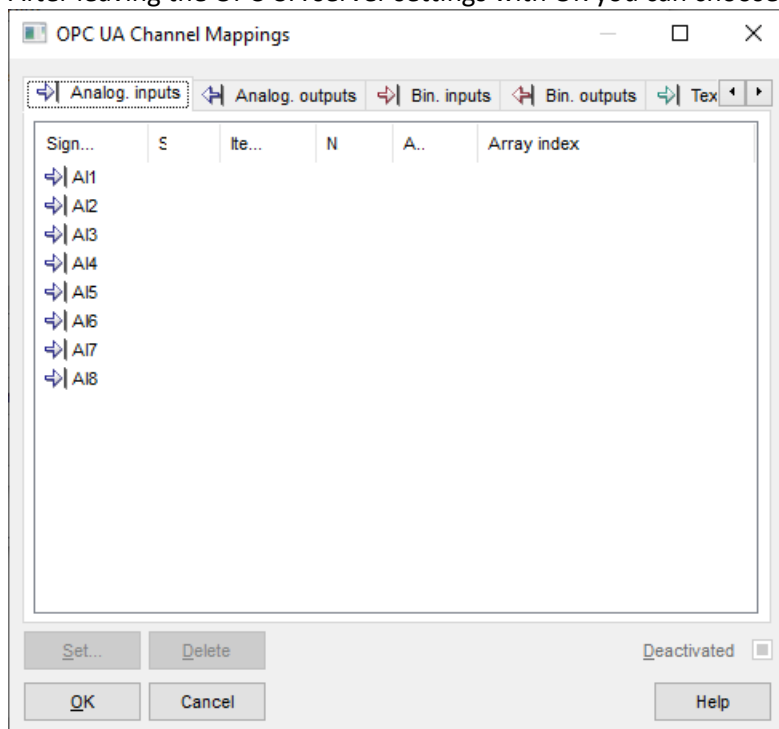 After leaving the OPC UA server settings with OK you can choose
OPC UA Channel Mappings
Analog. inputs Analog. outputs Bin. inputs Bin. outputs Tex
Sign... S Ite... N A.. Array index
AI1
AI2
AI3
AI4
AI5
AI6
AI7
AI8
Set... Delete Deactivated
OK Cancel Help